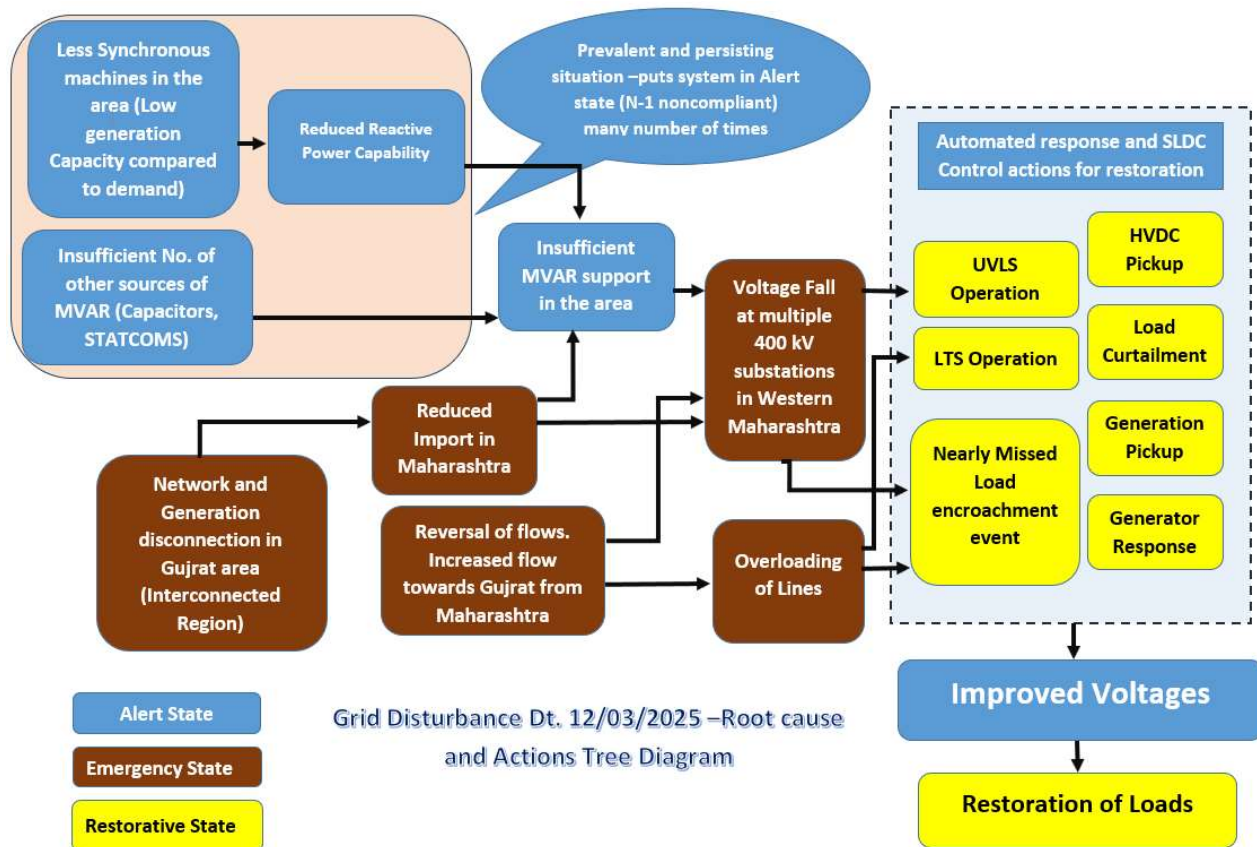 Less Synchronous
machines in the
area (Low
generation
Capacity compared
to demand)
Reduced Reactive
Power Capability
Prevalent and persisting
situation –puts system in Alert
state (N-1 noncompliant)
many number of times
Insufficient No. of
other sources of
MVAR (Capacitors,
STATCOMS)
Insufficient
MVAR support
in the area
Voltage Fall
at multiple
400 kV
substations
in Western
Maharashtra
Reduced
Import in
Maharashtra
Network and
Generation
disconnection in
Gujrat area
(Interconnected
Region)
Reversal of flows.
Increased flow
towards Gujrat from
Maharashtra
Overloading
of Lines
Automated response and SLDC
Control actions for restoration
UVLS
Operation
HVDC
Pickup
LTS Operation
Load
Curtailment
Nearly Missed
Load
encroachment
event
Generation
Pickup
Generator
Response
Improved Voltages
Restoration of Loads
Alert State
Emergency State
Restorative State
Grid Disturbance Dt. 12/03/2025 –Root cause
and Actions Tree Diagram